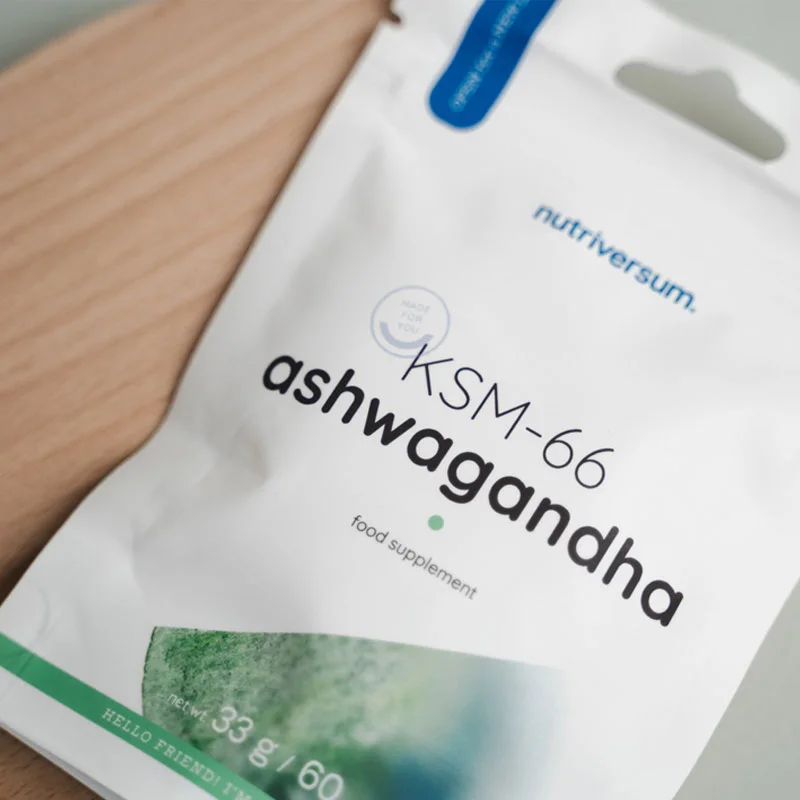 nutriversum.
MADE
FOR
YOU
KSM-66
ashwagandha
food supplement
net wt. 33 g / 60
HELLO FRIEND! I'M